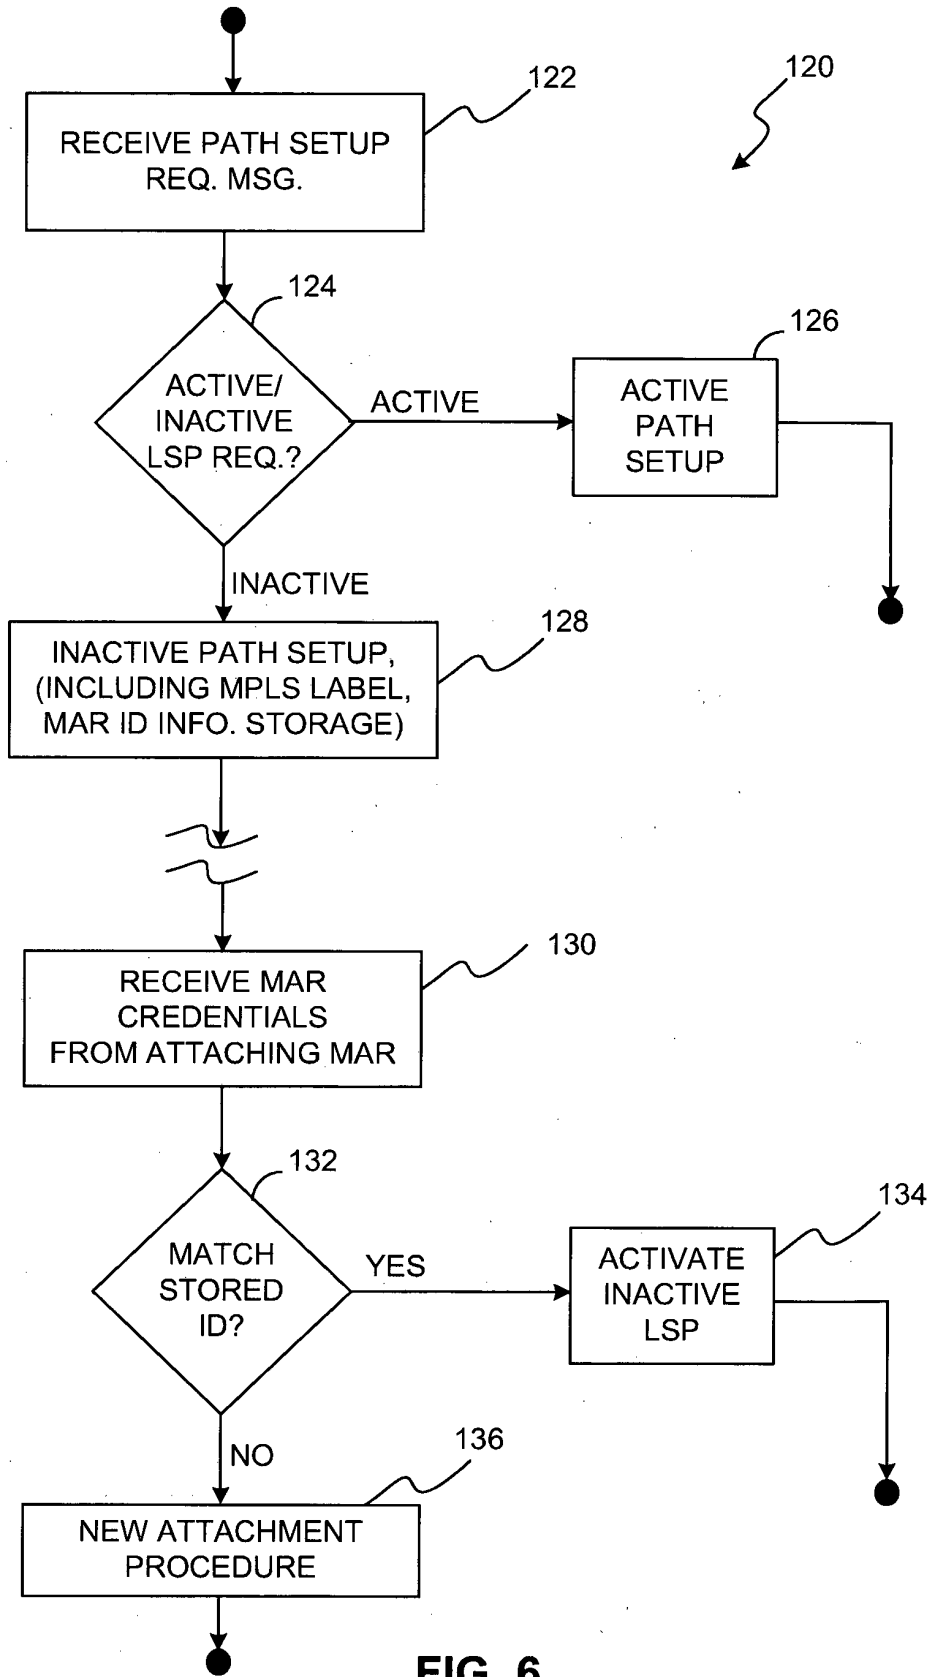 122
120
RECEIVE PATH SETUP
REQ. MSG.
124
126
ACTIVE/
INACTIVE
LSP REQ.?
ACTIVE
ACTIVE
PATH
SETUP
INACTIVE
128
INACTIVE PATH SETUP,
(INCLUDING MPLS LABEL,
MAR ID INFO. STORAGE)
130
RECEIVE MAR
CREDENTIALS
FROM ATTACHING MAR
132
134
MATCH
STORED
ID?
YES
ACTIVATE
INACTIVE
LSP
NO
136
NEW ATTACHMENT
PROCEDURE
FIG. 6